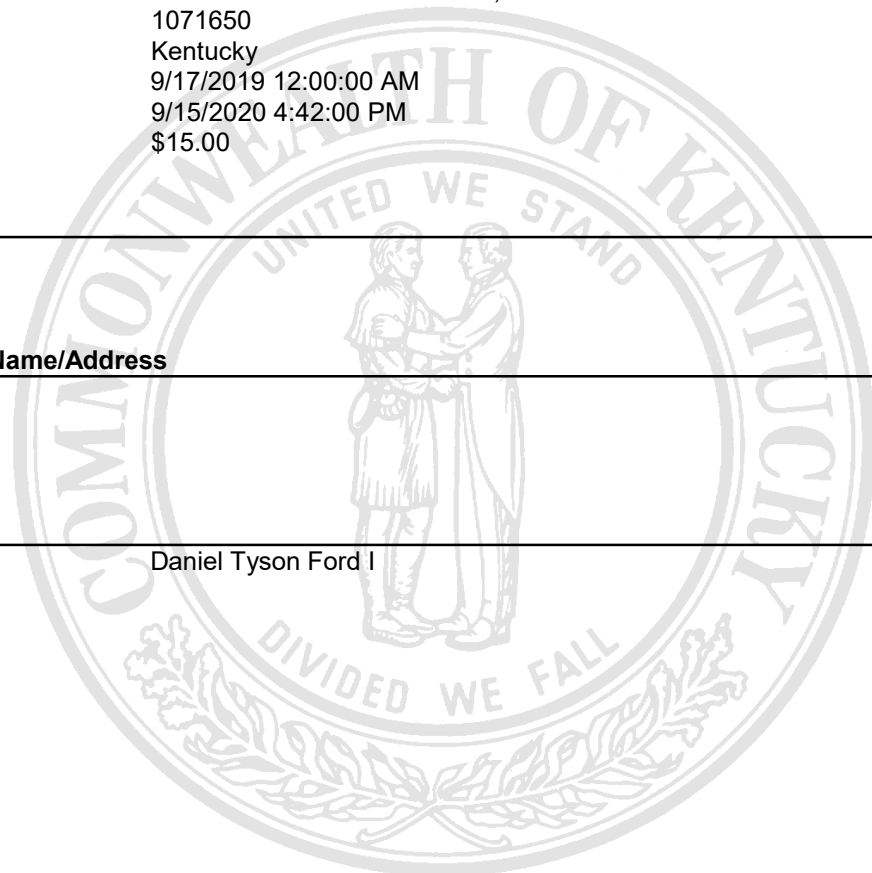 1071650
Kentucky
9/17/2019 12:00:00 AM
9/15/2020 4:42:00 PM
$15.00
COMMONWEALTH OF KENTUCKY
UNITED WE STAND
Name/Address
Daniel Tyson Ford I
DIVIDED WE FALL